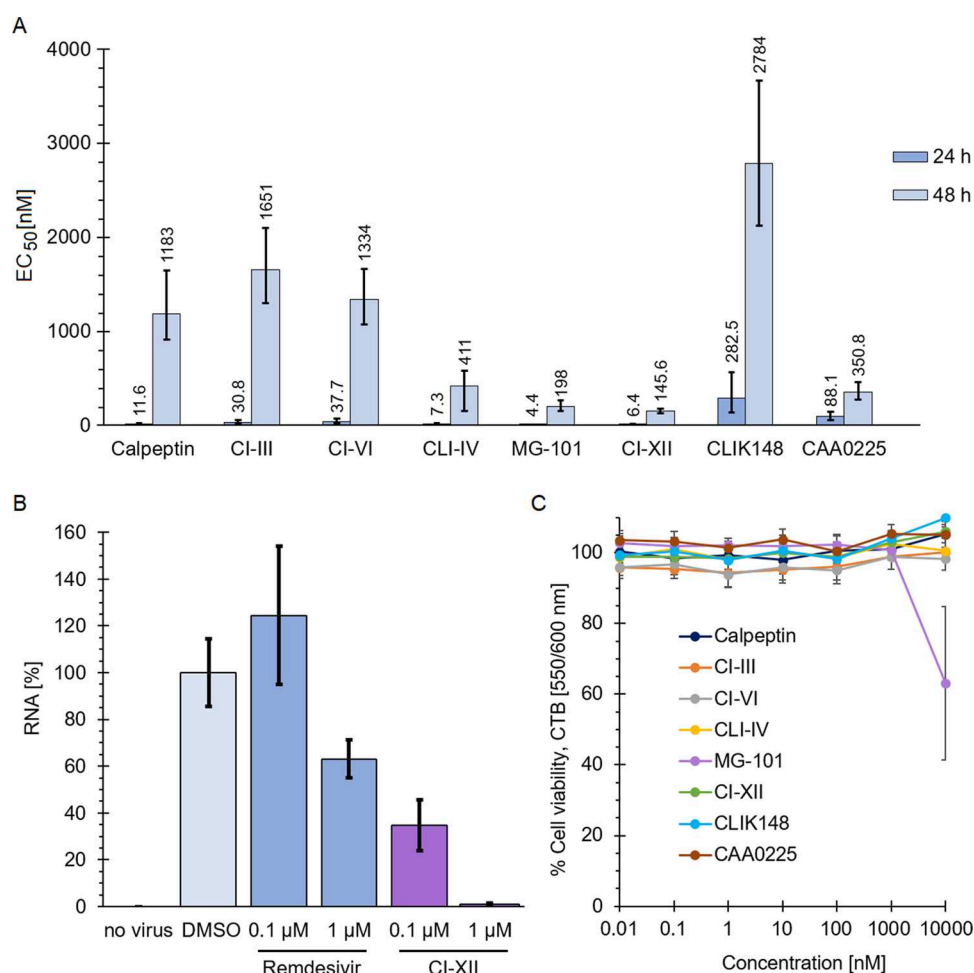 A
4000
3000
2000
1000
0
EC50[nM]
11.6
1183
30.8
1651
37.7
1334
7.3
411
4.4
198
6.4
145.6
282.5
2784
88.1
350.8
24 h
48 h
Calpeptin CI-III CI-VI CLI-IV MG-101 CI-XII CLIK148 CAA0225
B
160
140
120
100
80
60
40
20
0
RNA [%]
no virus DMSO 0.1 µM 1 µM 0.1 µM 1 µM
Remdesivir CI-XII
C
100
80
60
40
20
0
% Cell viability, CTB [550/600 nm]
Calpeptin
CI-III
CI-VI
CLI-IV
MG-101
CI-XII
CLIK148
CAA0225
0.01 0.1 1 10 100 1000 10000
Concentration [nM]